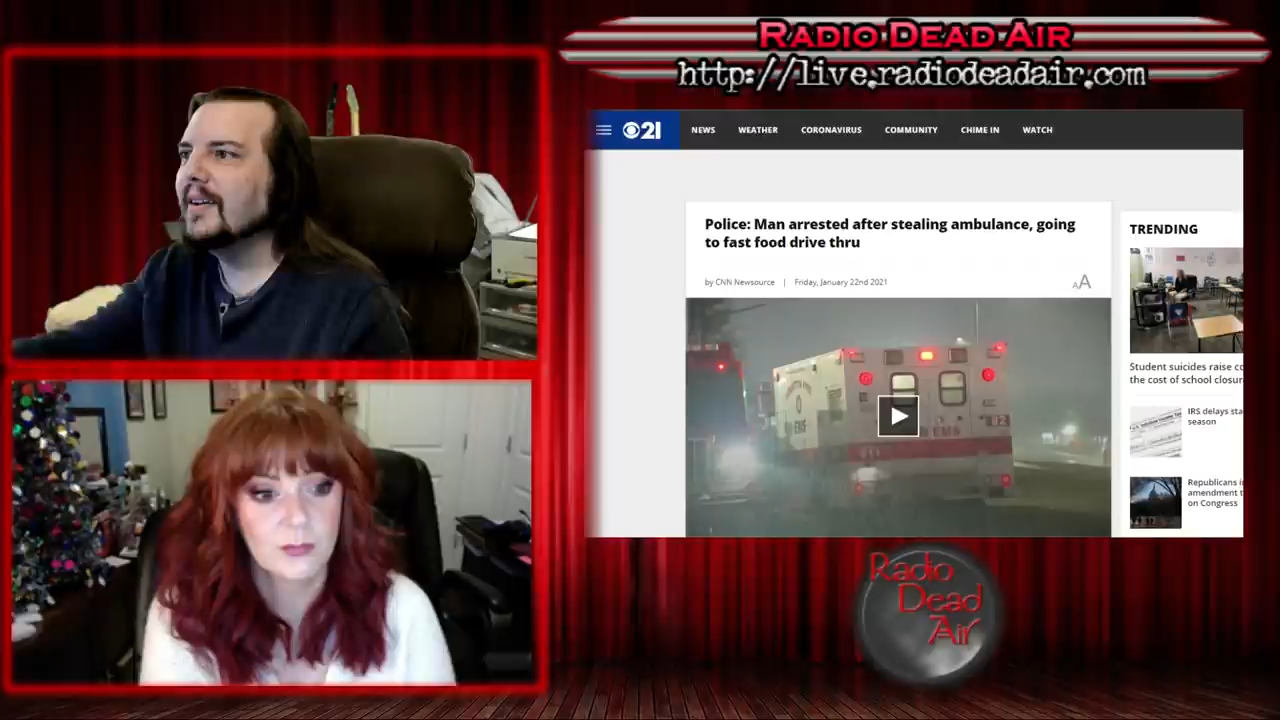 RADIO DEAD AIR
http://live.radiodeadair.com
21
NEWS
WEATHER
CORONAVIRUS
COMMUNITY
CHIME IN
WATCH
Police: Man arrested after stealing ambulance, going
to fast food drive thru
by CNN Newsource | Friday, January 22nd 2021
AA
EMS
TRENDING
Student suicides raise co
the cost of school closur
IRS delays sta
season
Republicans i
amendment t
on Congress
Radio
Dead
Air